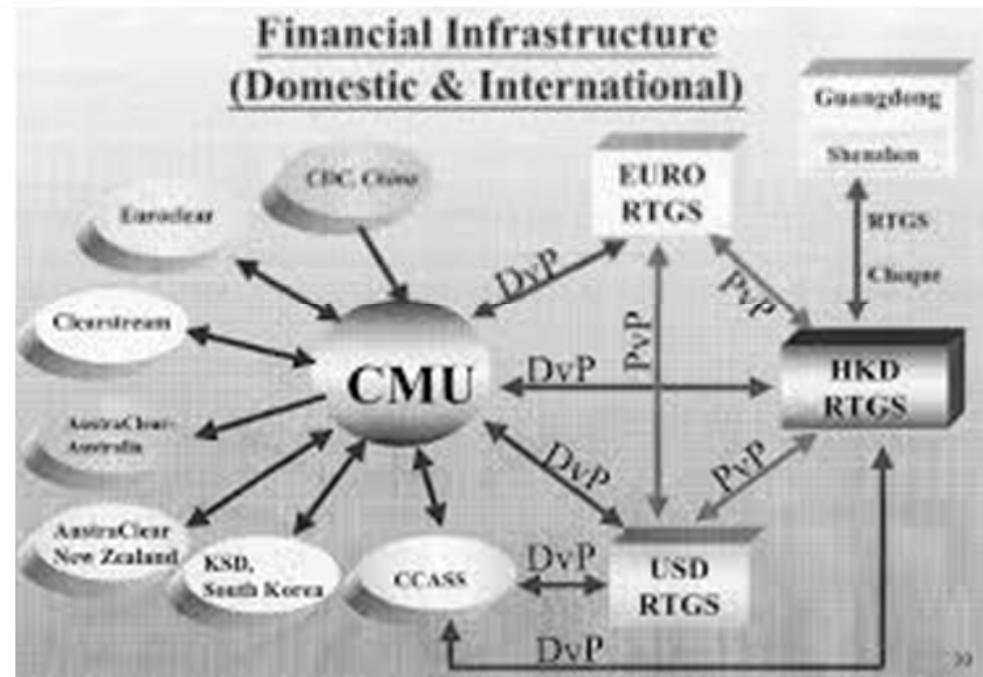 Financial Infrastructure
(Domestic & International)
Guangdong
Shenzhen
CDC, China
EURO
RTGS
Euroclear
RTGS
DvP
PvP
Cheque
Clearstream
PvP
CMU
DvP
HKD
RTGS
AustraClear-
Australia
DvP
PvP
AustraClear
New Zealand
KSD,
South Korea
CCASS
DvP
USD
RTGS
DvP